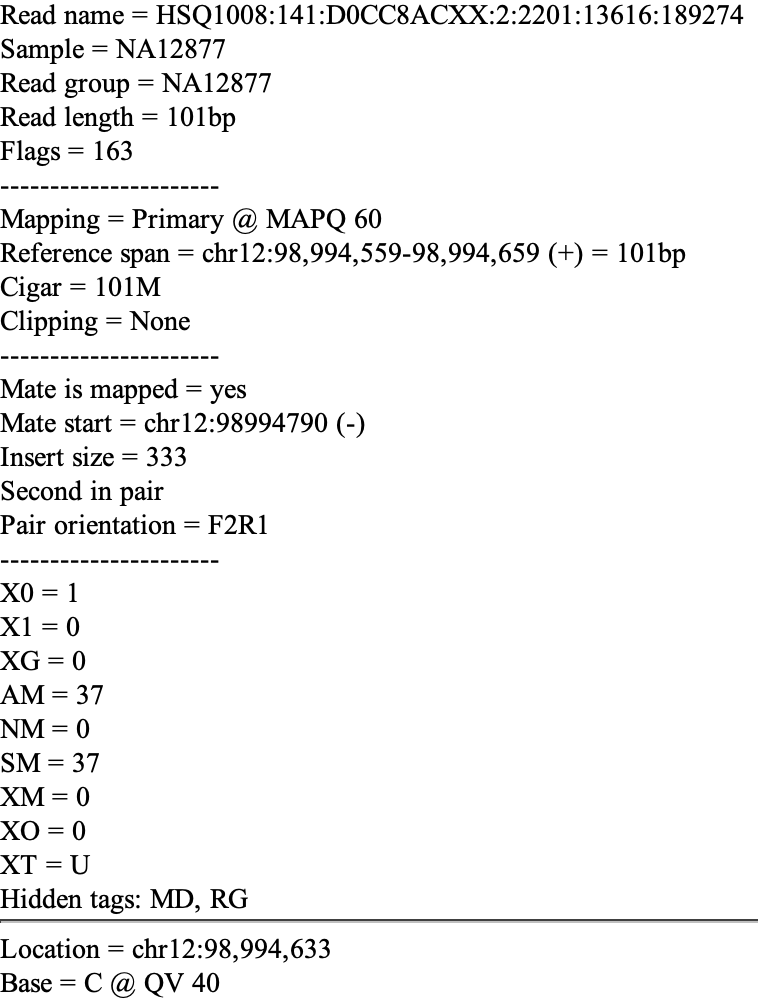 Read name = HSQ1008:141:D0CC8ACXX:2:2201:13616:189274
Sample = NA12877
Read group = NA12877
Read length = 101bp
Flags = 163
----------------------
Mapping = Primary @ MAPQ 60
Reference span = chr12:98,994,559-98,994,659 (+) = 101bp
Cigar = 101M
Clipping = None
----------------------
Mate is mapped = yes
Mate start = chr12:98994790 (-)
Insert size = 333
Second in pair
Pair orientation = F2R1
----------------------
X0 = 1
X1 = 0
XG = 0
AM = 37
NM = 0
SM = 37
XM = 0
XO = 0
XT = U
Hidden tags: MD, RG
Location = chr12:98,994,633
Base = C @ QV 40